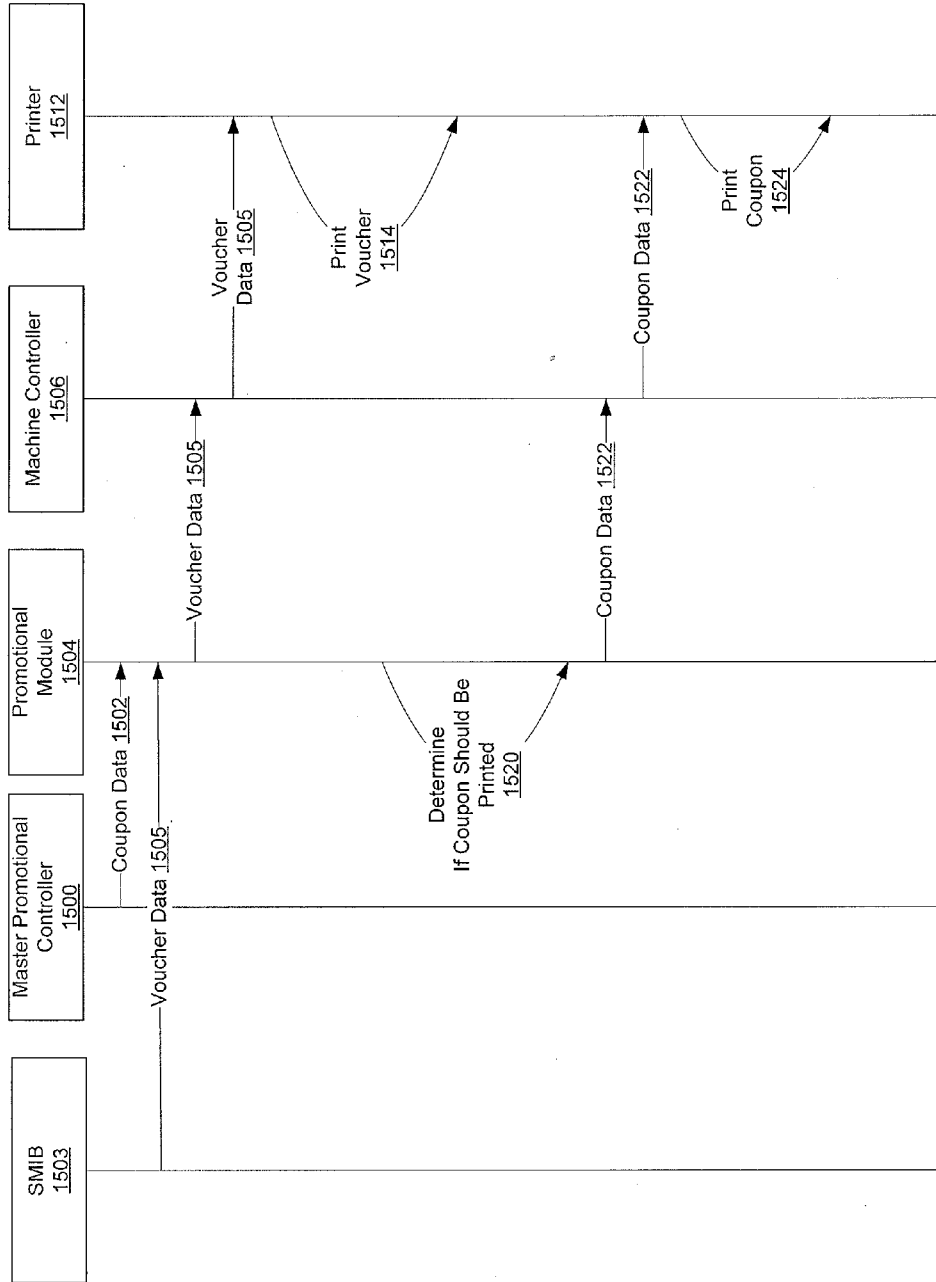 SMIB
1503
Master Promotional
Controller
1500
Promotional
Module
1504
Machine Controller
1506
Printer
1512
Coupon Data 1502
Voucher Data 1505
Voucher Data 1505
Voucher
Data 1505
Print
Voucher
1514
Determine
If Coupon Should Be
Printed
1520
Coupon Data 1522
Coupon Data 1522
Print
Coupon
1524